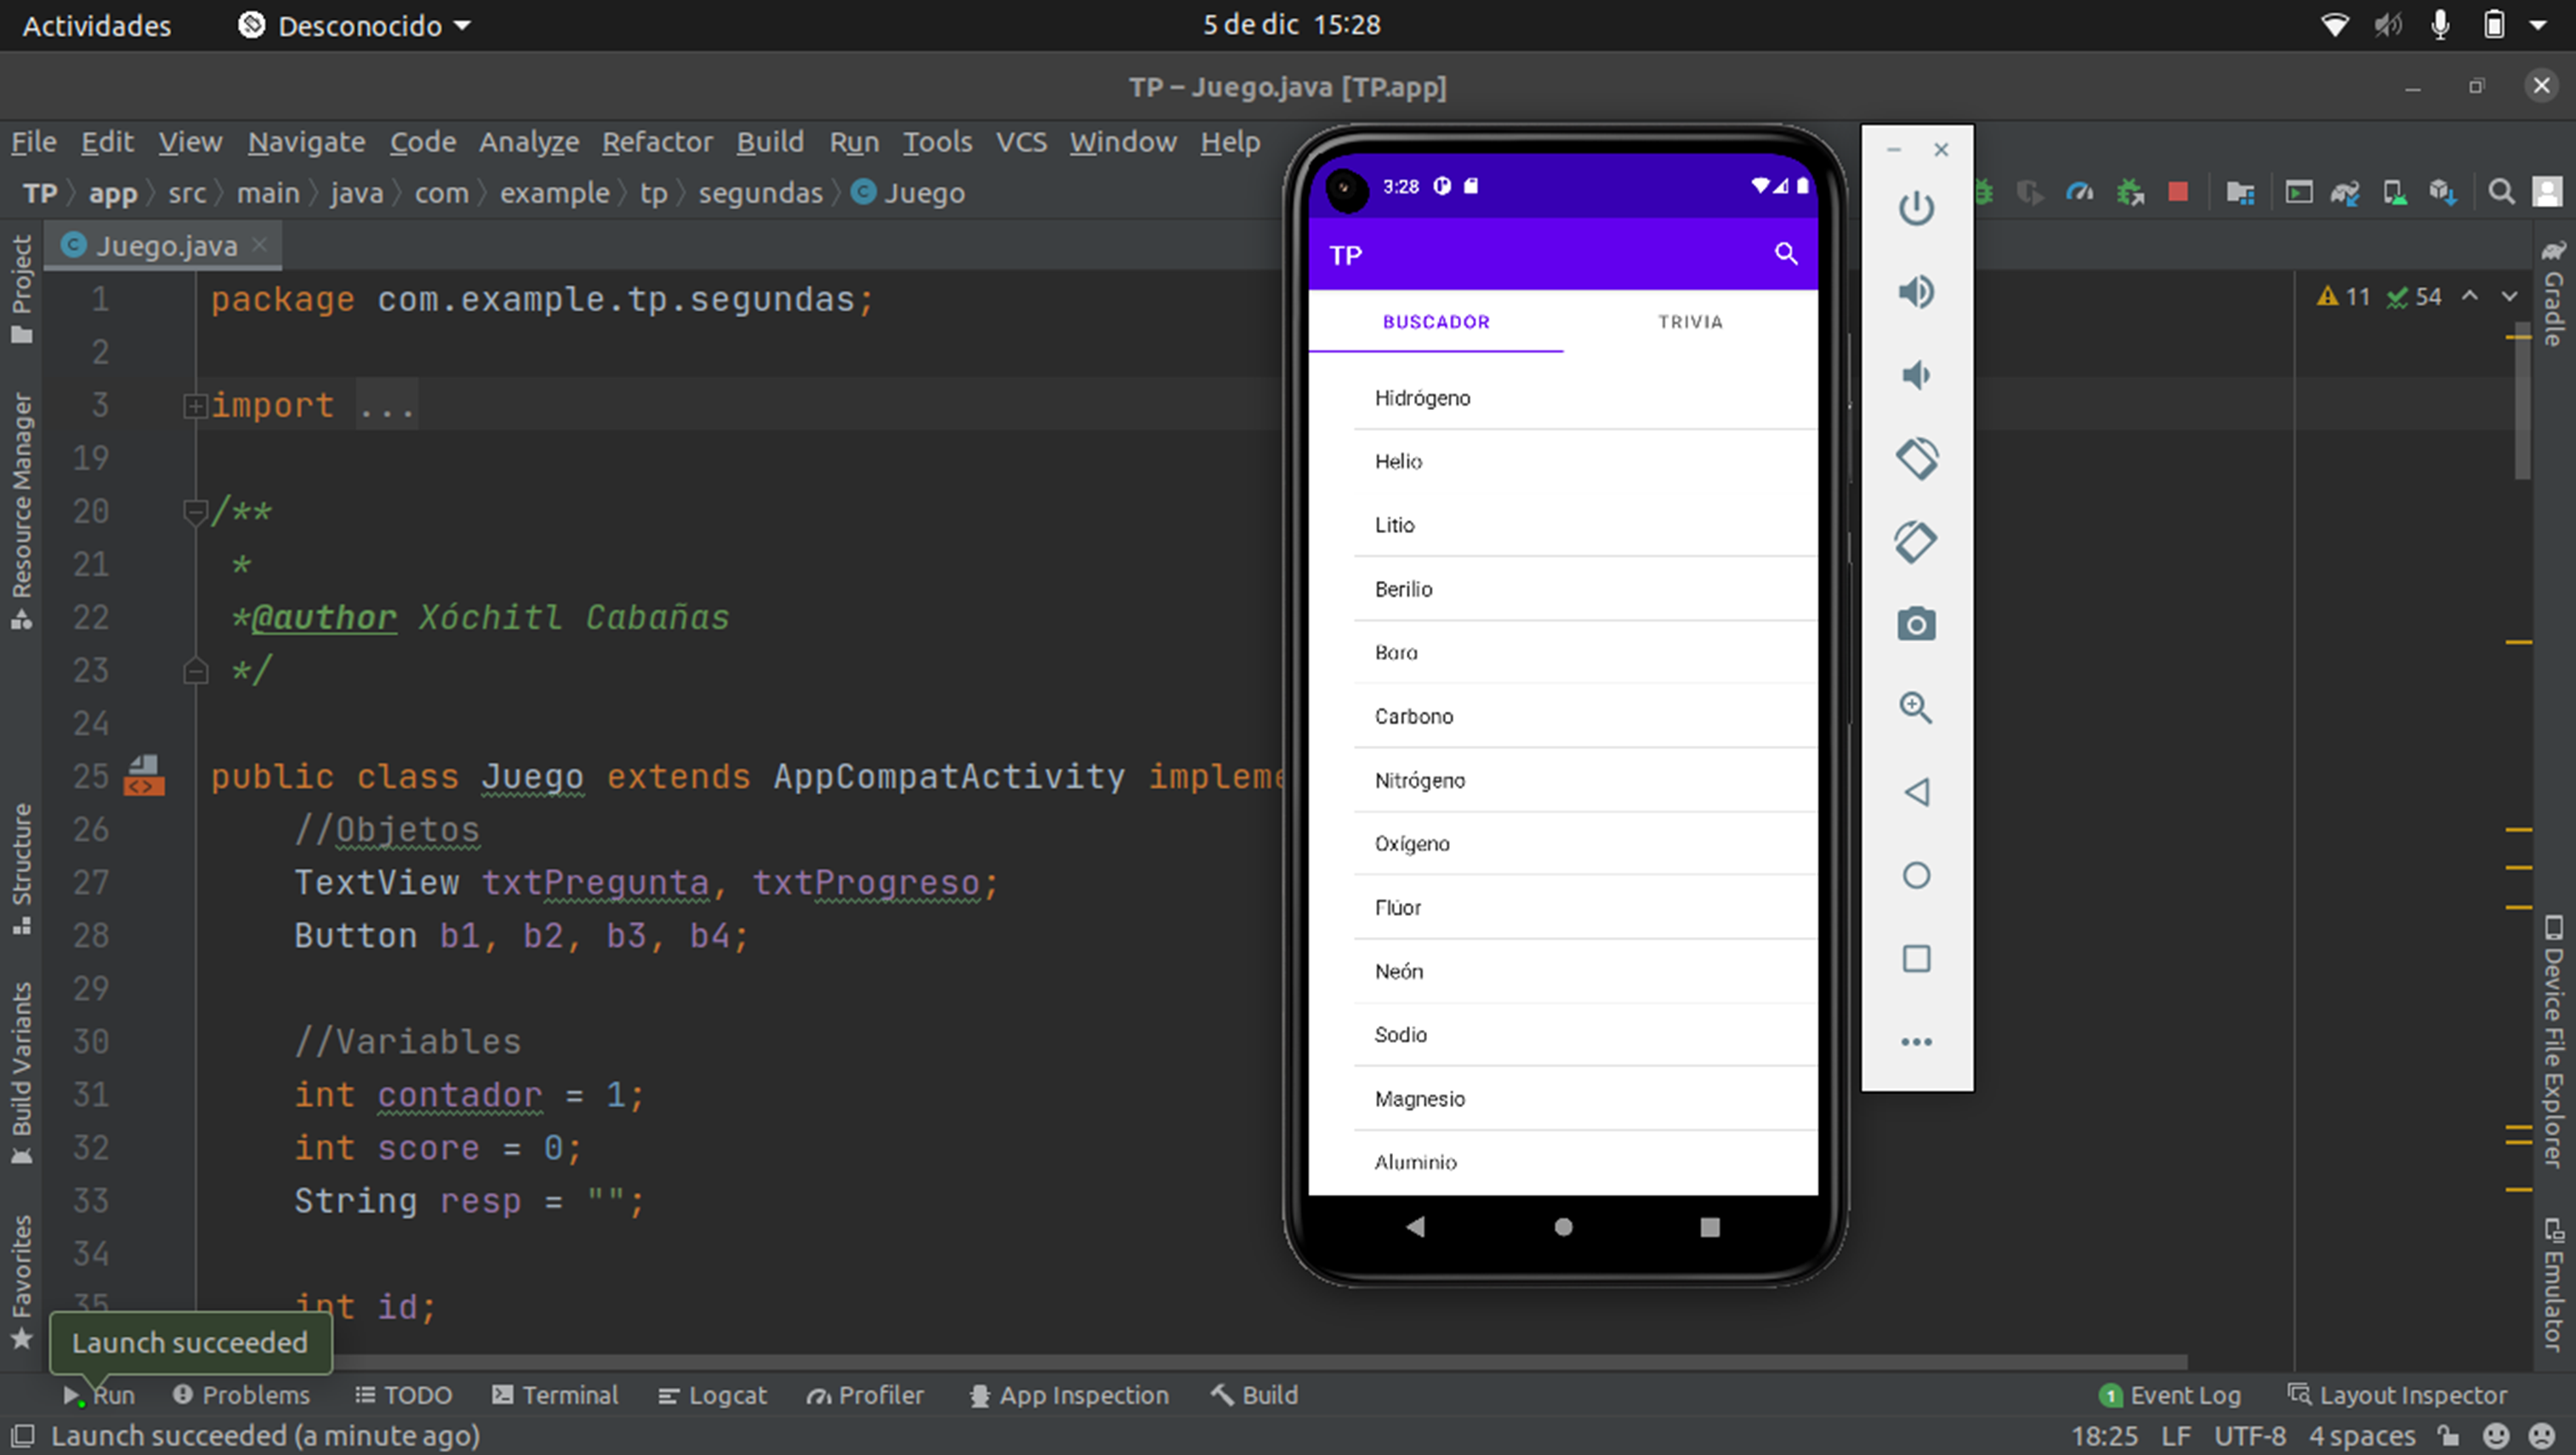 Actividades Desconocido 5 de dic 15:28
TP – Juego.java [TP.app]
File Edit View Navigate Code Analyze Refactor Build Run Tools VCS Window Help
TP app src main java com example tp segundas Juego
Juego.java
Project
Resource Manager
Structure
Build Variants
Favorites
1 package com.example.tp.segundas;
2
3 import ...
19
20 /**
21 *
22 *@author Xóchitl Cabañas
23 */
24
25 public class Juego extends AppCompatActivity impleme
26 //Objetos
27 TextView txtPregunta, txtProgreso;
28 Button b1, b2, b3, b4;
29
30 //Variables
31 int contador = 1;
32 int score = 0;
33 String resp = "";
34
35 int id;
11 54
3:28
TP
BUSCADOR TRIVIA
Hidrógeno
Helio
Litio
Berilio
Boro
Carbono
Nitrógeno
Oxígeno
Flúor
Neón
Sodio
Magnesio
Aluminio
Gradle
Device File Explorer
Emulator
Launch succeeded
Run Problems TODO Terminal Logcat Profiler App Inspection Build 1 Event Log Layout Inspector
Launch succeeded (a minute ago) 18:25 LF UTF-8 4 spaces